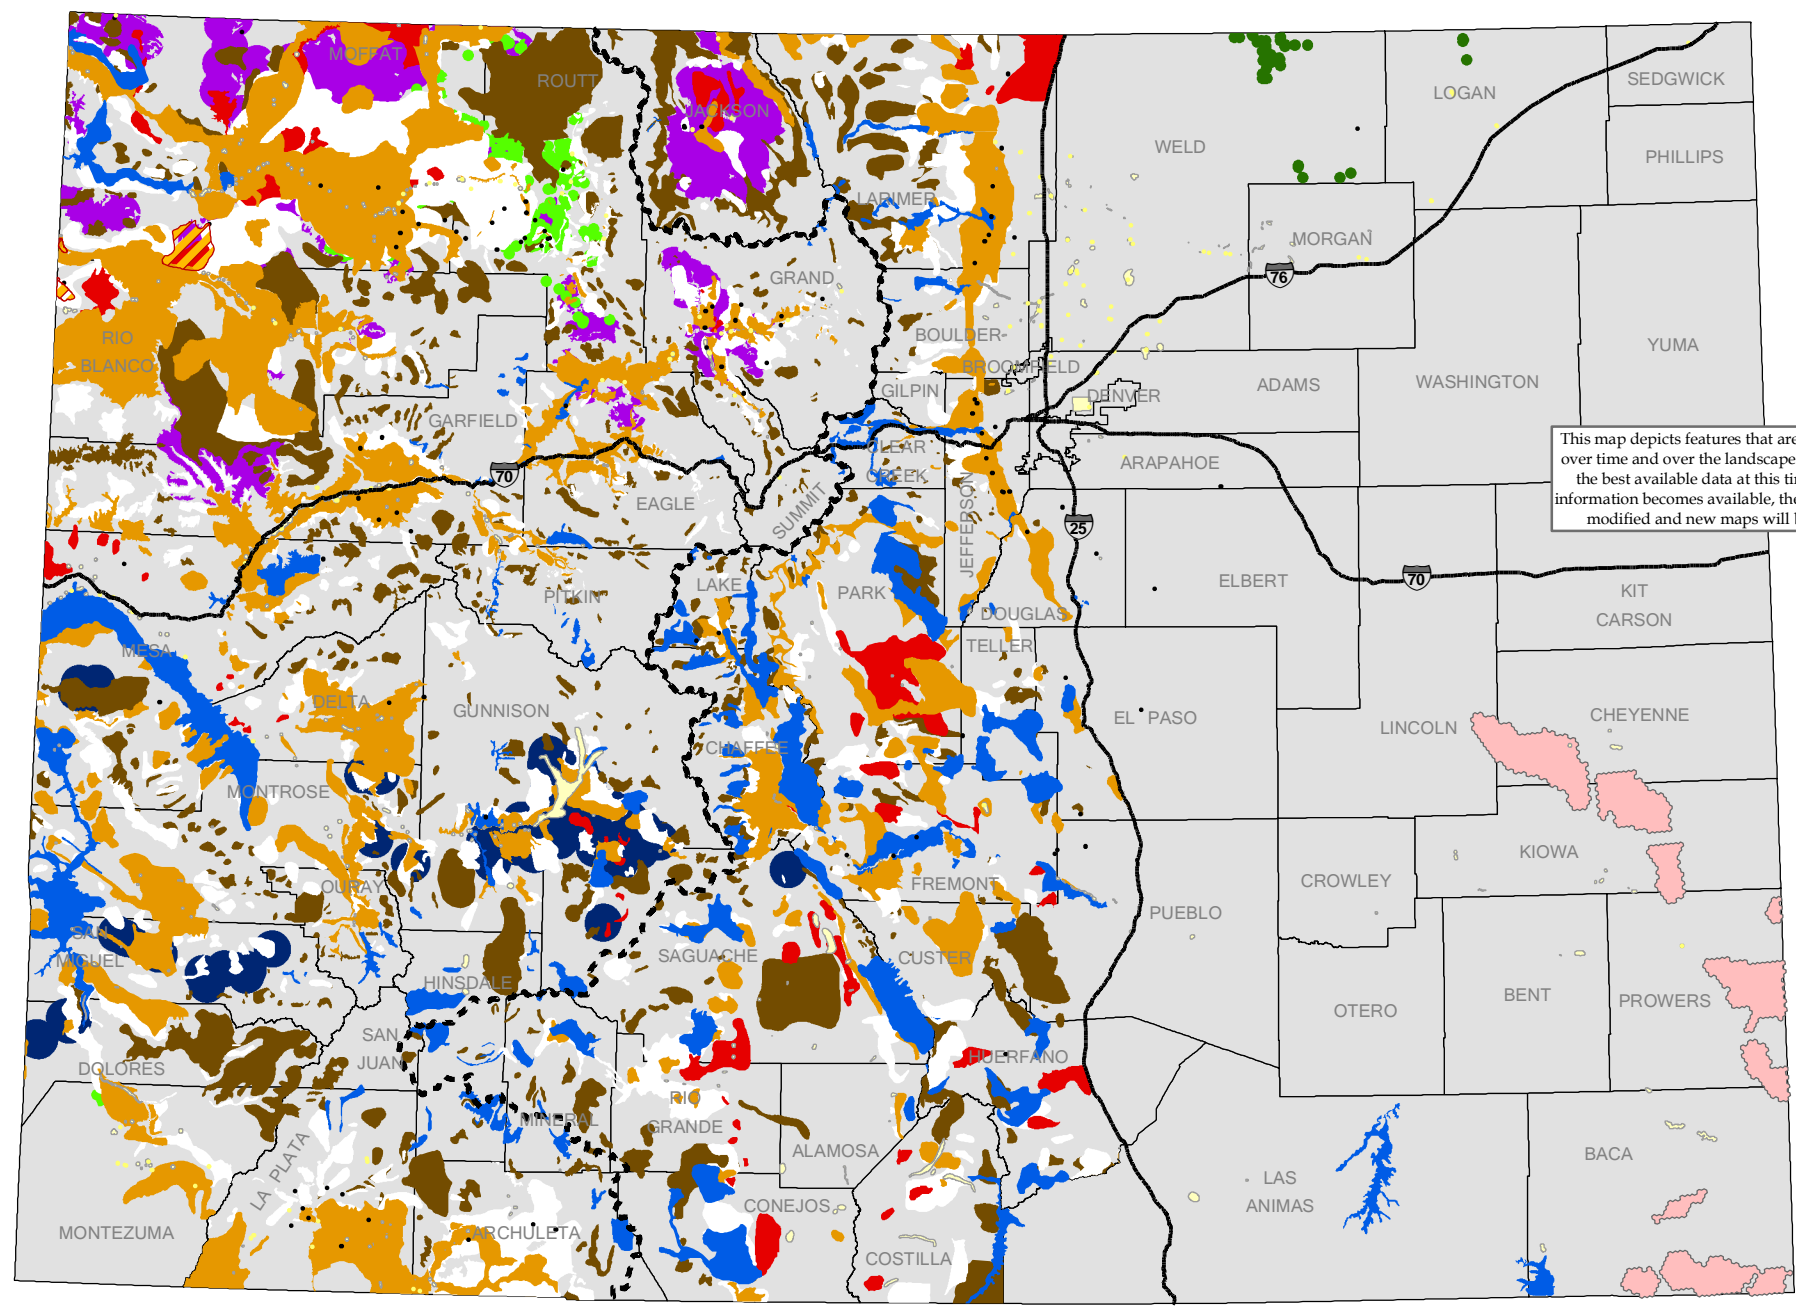 MOFFAT
ROUTT
JACKSON
LARIMER
WELD
LOGAN
SEDGWICK
PHILLIPS
MORGAN
76
GRAND
RIO
BLANCO
BOULDER
BROOMFIELD
GILPIN
DENVER
ADAMS
WASHINGTON
YUMA
GARFIELD
70
EAGLE
SUMMIT
CLEAR
CREEK
JEFFERSON
ARAPAHOE
25
This map depicts features that are
over time and over the landscape
the best available data at this
information becomes available, the
modified and new maps will
ELBERT
70
KIT
CARSON
LAKE
PARK
PITKIN
DOUGLAS
TELLER
MESA
DELTA
GUNNISON
CHAFFEE
EL PASO
LINCOLN
CHEYENNE
MONTROSE
OURAY
FREMONT
CROWLEY
KIOWA
PUEBLO
SAN
MIGUEL
HINSDALE
SAGUACHE
CUSTER
OTERO
BENT
PROWERS
DOLORES
SAN
JUAN
HUERFANO
MINERAL
RIO
GRANDE
ALAMOSA
LA PLATA
LAS
ANIMAS
BACA
MONTEZUMA
ARCHULETA
CONEJOS
COSTILLA